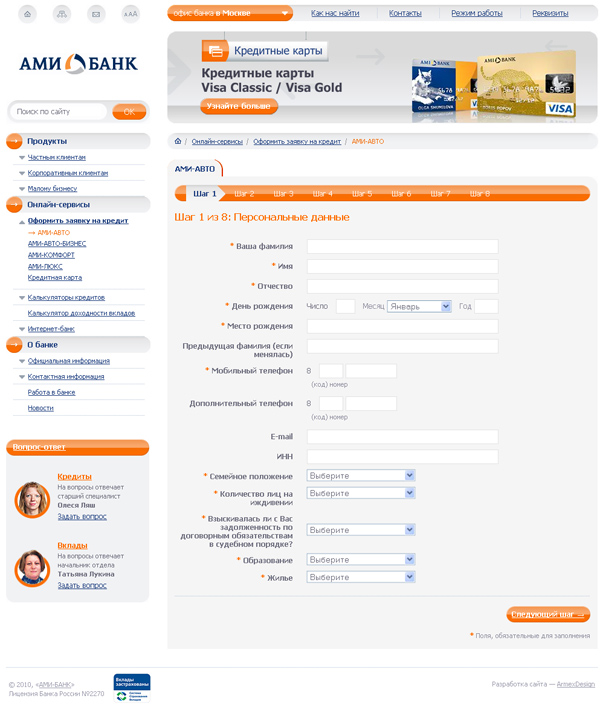 AAA
офис банка в Москве
Как нас найти
Контакты
Режим работы
Реквизиты
АМИ БАНК
Кредитные карты
Кредитные карты
Visa Classic / Visa Gold
Узнайте больше
АМИ БАНК
АМИ БАНК
VISA
Поиск по сайту
ОК
Продукты
Частным клиентам
Корпоративным клиентам
Малому бизнесу
Онлайн-сервисы
Оформить заявку на кредит
→ АМИ-АВТО
АМИ-АВТО-БИЗНЕС
АМИ-КОМФОРТ
АМИ-ЛЮКС
Кредитная карта
Калькуляторы кредитов
Калькулятор доходности вкладов
Интернет-банк
О банке
Официальная информация
Контактная информация
Работа в банке
Новости
Вопрос-ответ
Кредиты
На вопросы отвечает
старший специалист
Олеся Ляш
Задать вопрос
Вклады
На вопросы отвечает
начальник отдела
Татьяна Лукина
Задать вопрос
/ Онлайн-сервисы / Оформить заявку на кредит / АМИ-АВТО
АМИ-АВТО
Шаг 1 Шаг 2 Шаг 3 Шаг 4 Шаг 5 Шаг 6 Шаг 7 Шаг 8
Шаг 1 из 8: Персональные данные
* Ваша фамилия
* Имя
* Отчество
* День рождения Число Месяц Январь Год
* Место рождения
Предыдущая фамилия (если
менялась)
* Мобильный телефон 8
(код) номер
Дополнительный телефон 8
(код) номер
E-mail
ИНН
* Семейное положение Выберите
* Количество лиц на Выберите
иждивении
* Взыскивалась ли с Вас
задолженность по
договорным обязательствам
в судебном порядке? Выберите
* Образование Выберите
* Жилье Выберите
Следующий шаг →
* Поля, обязательные для заполнения
© 2010, «АМИ-БАНК»
Лицензия Банка России №2270
Вклады
застрахованы
Разработка сайта — ArmexDesign